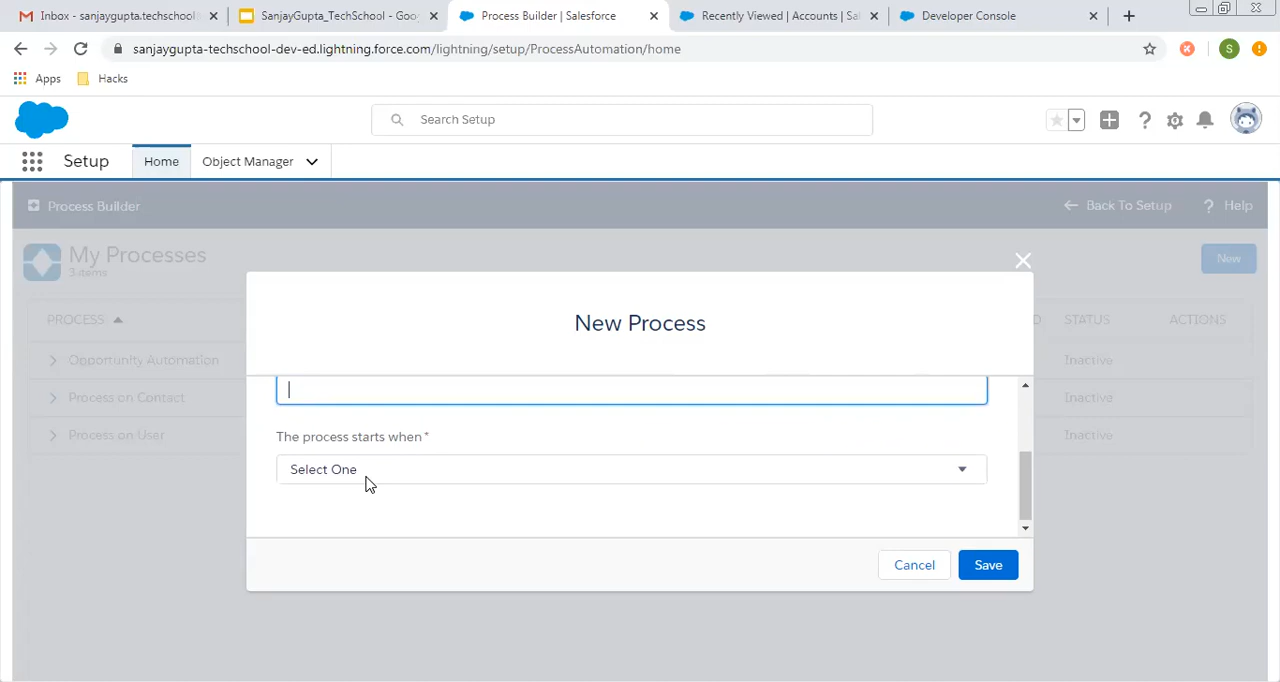 Inbox - sanjaygupta.techschool
SanjayGupta_TechSchool - Goo
Process Builder | Salesforce
Recently Viewed | Accounts | Sal
Developer Console
sanjaygupta-techschool-dev-ed.lightning.force.com/lightning/setup/ProcessAutomation/home
S
Apps
Hacks
Search Setup
Setup
Home
Object Manager
Process Builder
Back To Setup
? Help
My Processes
3 items
New
New Process
PROCESS
D
STATUS
ACTIONS
Opportunity Automation
Inactive
Process on Contact
Inactive
Process on User
Inactive
The process starts when *
Select One
Cancel
Save